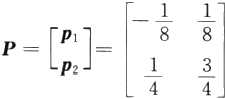 P = [p₁ p₂] = [−1/8 1/8
1/4 3/4]